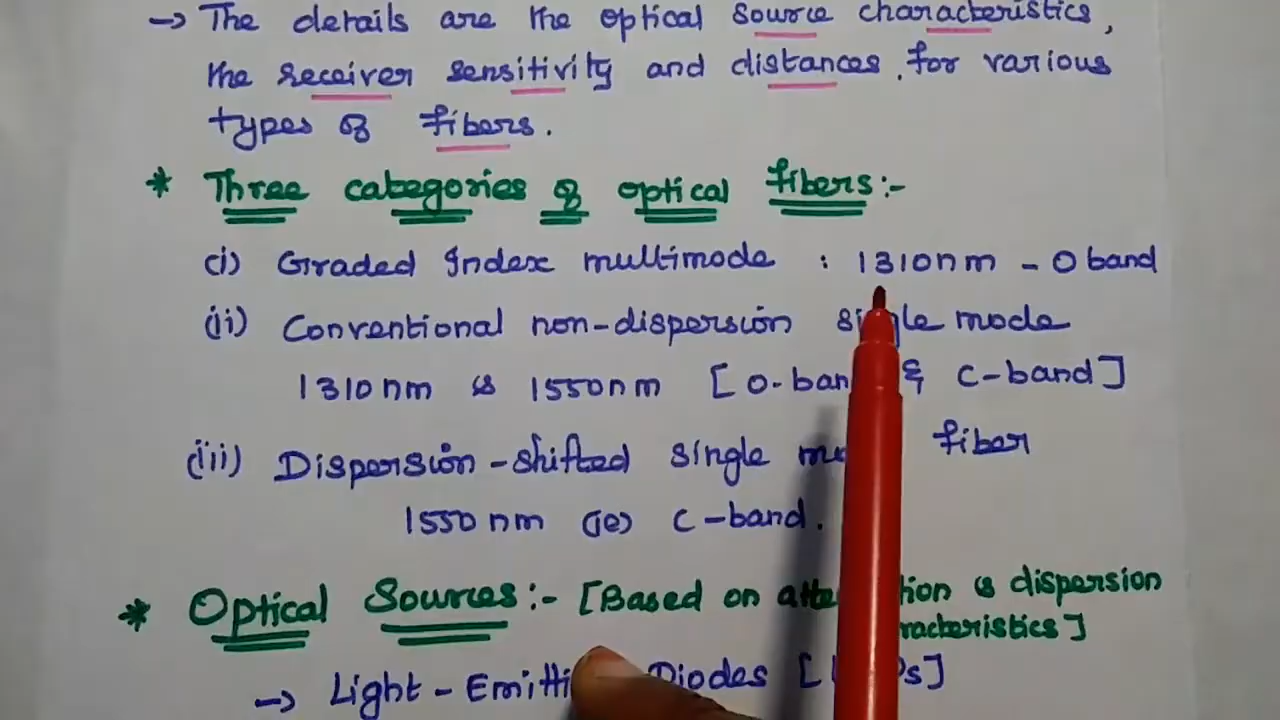 → The details are the optical source characteristics,
the receiver sensitivity and distances. for various
types of fibers.
* Three categories of optical fibers:-
(i) Graded Index multimode : 1310nm - O band
(ii) Conventional non-dispersion single mode
1310nm & 1550nm [O-band & C-band]
(iii) Dispersion-shifted single fiber
1550nm (ie) C-band.
* Optical Sources:- [Based on & dispersion
→ Light-Emitting Diodes